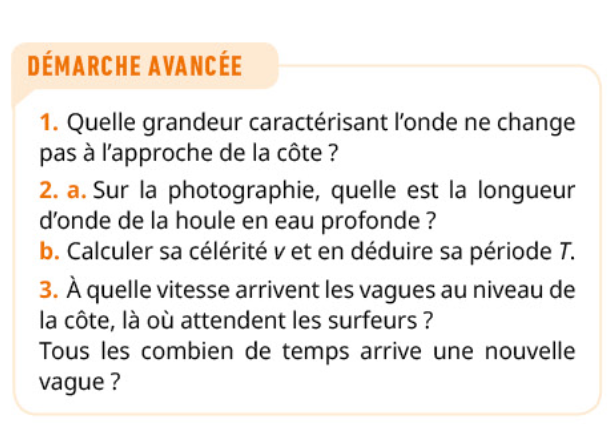 DÉMARCHE AVANCÉE
1. Quelle grandeur caractérisant l'onde ne change
pas à l'approche de la côte ?
2. a. Sur la photographie, quelle est la longueur
d'onde de la houle en eau profonde ?
b. Calculer sa célérité v et en déduire sa période T.
3. À quelle vitesse arrivent les vagues au niveau de
la côte, là où attendent les surfeurs ?
Tous les combien de temps arrive une nouvelle
vague ?